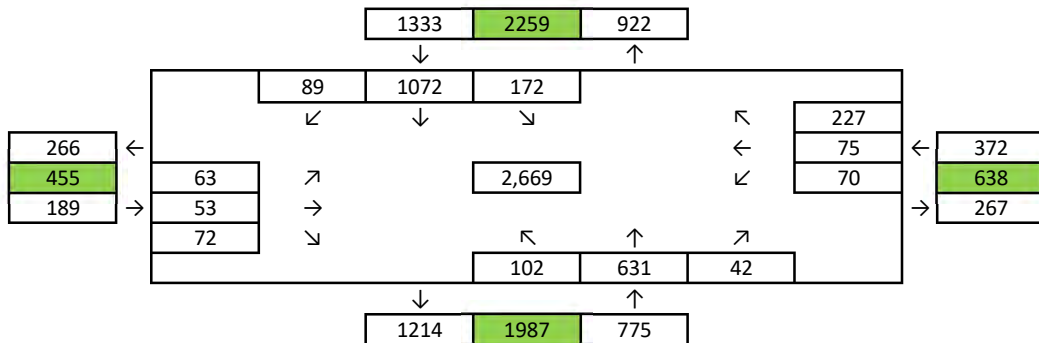 1333 2259 922
↓ ↑
89 1072 172
↙ ↓ ↘ ↖ 227
266 ← ← 75 ← 372
455 63 ↗ 2,669 ↙ 70 638
189 → 53 → → 267
72 ↘ ↖ ↑ ↗
102 631 42
↓ ↑
1214 1987 775